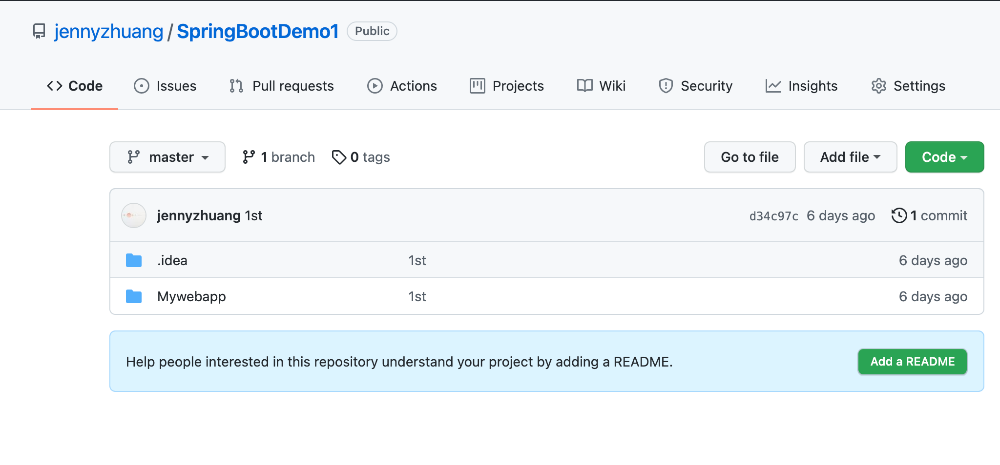 jennyzhuang / SpringBootDemo1 Public
Code Issues Pull requests Actions Projects Wiki Security Insights Settings
master 1 branch 0 tags Go to file Add file Code
jennyzhuang 1st d34c97c 6 days ago 1 commit
.idea 1st 6 days ago
Mywebapp 1st 6 days ago
Help people interested in this repository understand your project by adding a README. Add a README